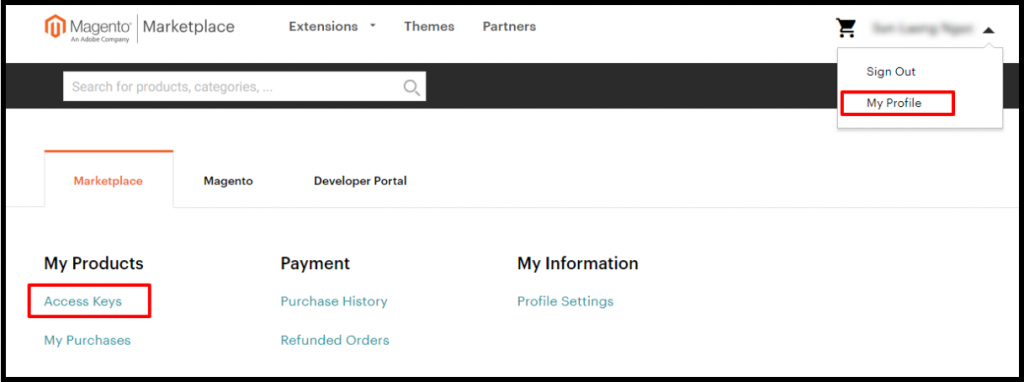 Magento Marketplace Extensions Themes Partners
An Adobe Company
Search for products, categories, ...
Sign Out
My Profile
Marketplace Magento Developer Portal
My Products Payment My Information
Access Keys Purchase History Profile Settings
My Purchases Refunded Orders